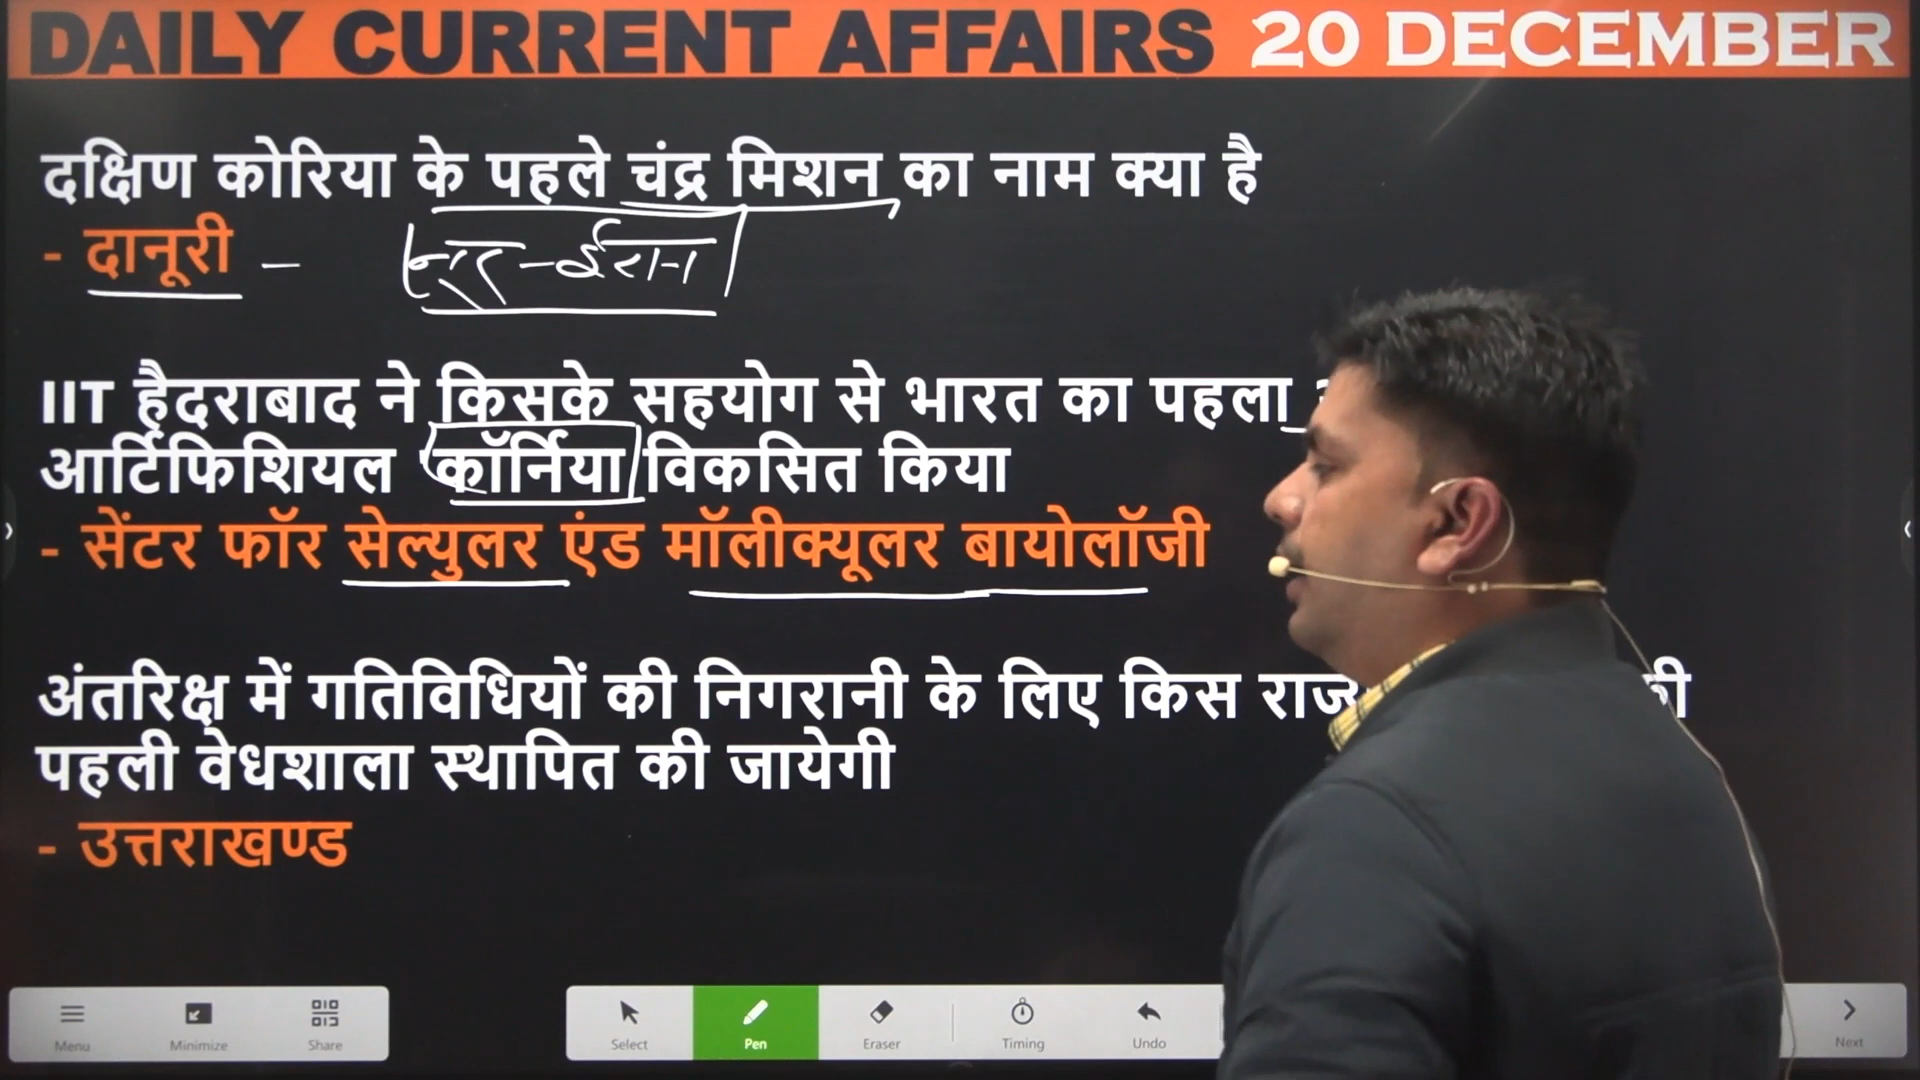 DAILY CURRENT AFFAIRS 20 DECEMBER
दक्षिण कोरिया के पहले चंद्र मिशन का नाम क्या है
- दानूरी –
नूर-ईरान
IIT हैदराबाद ने किसके सहयोग से भारत का पहला
आर्टिफिशियल कॉर्निया विकसित किया
- सेंटर फॉर सेल्युलर एंड मॉलीक्यूलर बायोलॉजी
अंतरिक्ष में गतिविधियों की निगरानी के लिए किस की
पहली वेधशाला स्थापित की जायेगी
- उत्तराखण्ड
Menu Minimize Share Select Pen Eraser Timing Undo Next